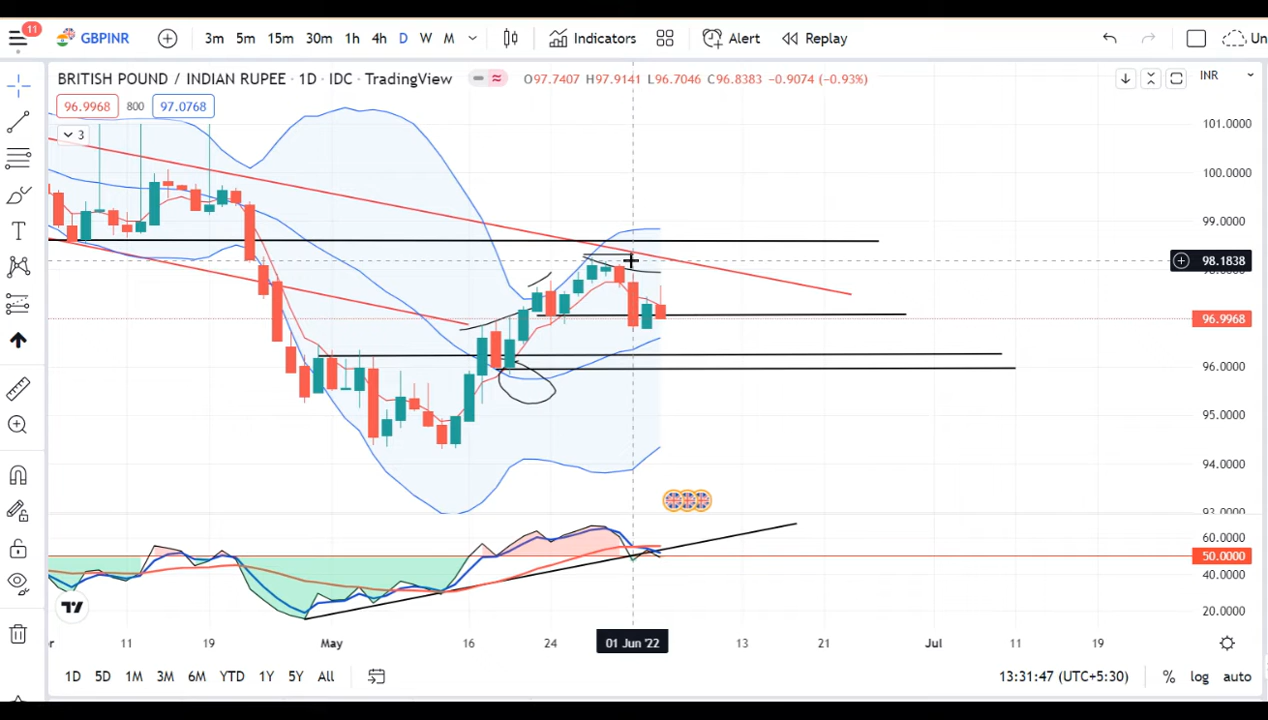 11
GBPINR 3m 5m 15m 30m 1h 4h D W M Indicators Alert Replay Un
BRITISH POUND / INDIAN RUPEE · 1D · IDC · TradingView O97.7407 H97.9141 L96.7046 C96.8383 −0.9074 (−0.93%) INR
96.9968 800 97.0768
3
101.0000
100.0000
99.0000
98.1838
96.9968
96.0000
95.0000
94.0000
60.0000
50.0000
40.0000
20.0000
11 19 May 16 24 01 Jun '22 13 21 Jul 11 19
1D 5D 1M 3M 6M YTD 1Y 5Y All 13:31:47 (UTC+5:30) % log auto